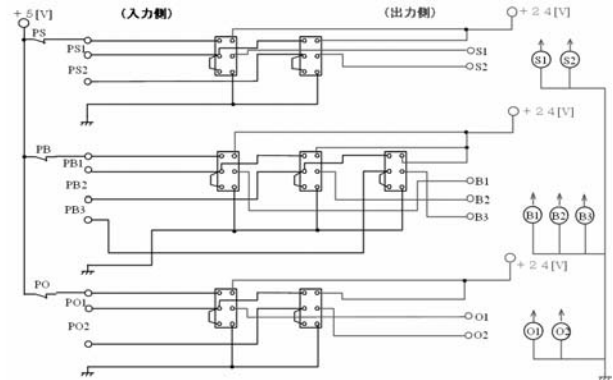 +5[V]
(入力側)
(出力側)
+24[V]
PS
PS1
PS2
S1
S2
S1
S2
+24[V]
PB
PB1
PB2
PB3
B1
B2
B3
B1
B2
B3
+24[V]
PO
PO1
PO2
O1
O2
O1
O2